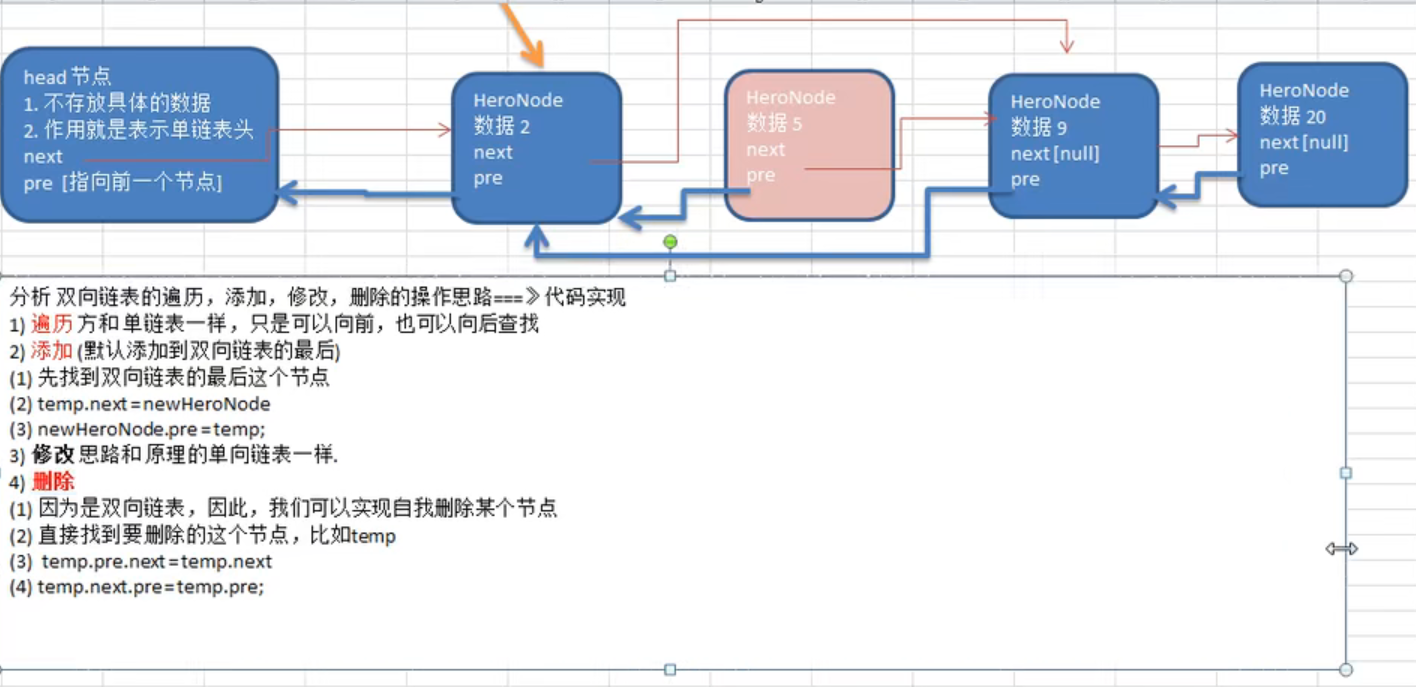 head 节点
1. 不存放具体的数据
2. 作用就是表示单链表头
next
pre [指向前一个节点]
HeroNode
数据 2
next
pre
HeroNode
数据 5
next
pre
HeroNode
数据 9
next [null]
pre
HeroNode
数据 20
next [null]
pre
分析 双向链表的遍历，添加，修改，删除的操作思路===》代码实现
1) 遍历 方和 单链表一样，只是可以向前，也可以向后查找
2) 添加 (默认添加到双向链表的最后)
(1) 先找到双向链表的最后这个节点
(2) temp.next = newHeroNode
(3) newHeroNode.pre = temp;
3) 修改 思路和 原理的单向链表一样.
4) 删除
(1) 因为是双向链表，因此，我们可以实现自我删除某个节点
(2) 直接找到要删除的这个节点，比如temp
(3) temp.pre.next = temp.next
(4) temp.next.pre = temp.pre;